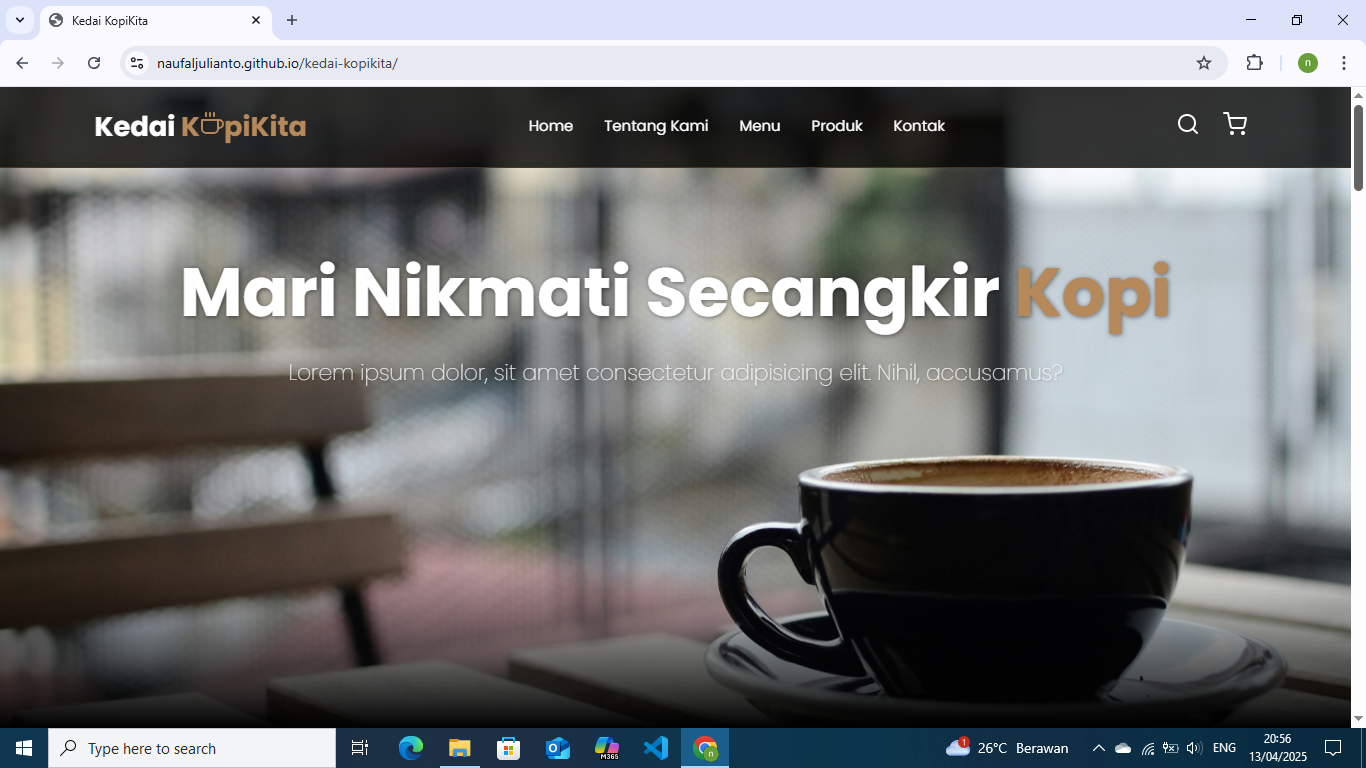 Kedai KopiKita
naufaljulianto.github.io/kedai-kopikita/
n
Kedai K piKita
Home Tentang Kami Menu Produk Kontak
Mari Nikmati Secangkir Kopi
Lorem ipsum dolor, sit amet consectetur adipisicing elit. Nihil, accusamus?
Type here to search
M365
n
1
26°C Berawan
ENG
20:56
13/04/2025